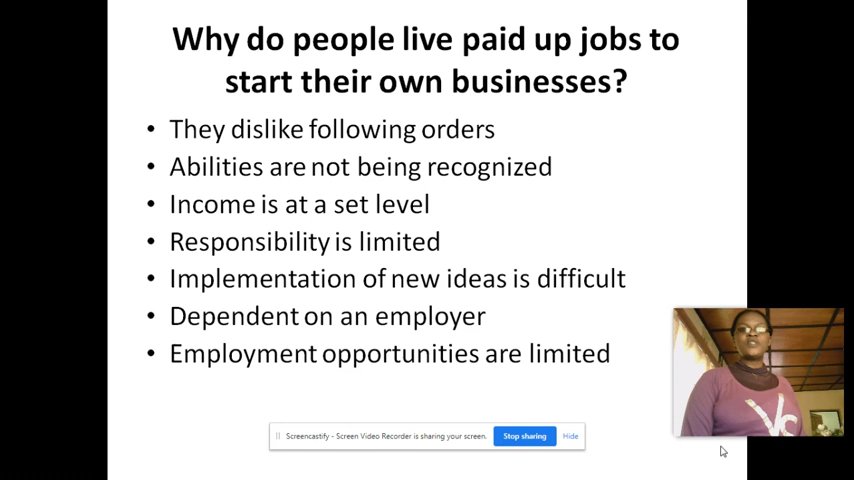 Why do people live paid up jobs to
start their own businesses?
• They dislike following orders
• Abilities are not being recognized
• Income is at a set level
• Responsibility is limited
• Implementation of new ideas is difficult
• Dependent on an employer
• Employment opportunities are limited
Screencastify - Screen Video Recorder is sharing your screen. Stop sharing Hide